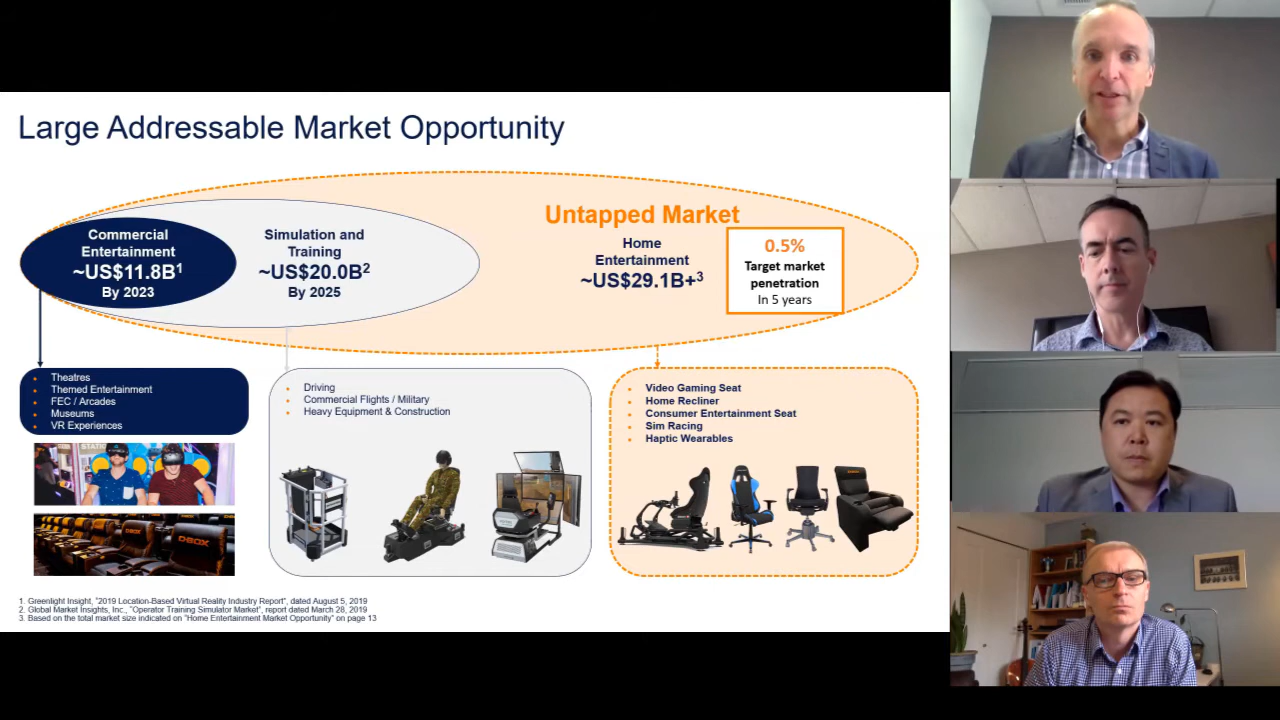 Large Addressable Market Opportunity
Untapped Market
Commercial
Entertainment
~US$11.8B1
By 2023
Simulation and
Training
~US$20.0B2
By 2025
Home
Entertainment
~US$29.1B+3
0.5%
Target market
penetration
In 5 years
Theatres
Themed Entertainment
FEC / Arcades
Museums
VR Experiences
Driving
Commercial Flights / Military
Heavy Equipment & Construction
Video Gaming Seat
Home Recliner
Consumer Entertainment Seat
Sim Racing
Haptic Wearables
D-BOX
D-BOX
1. Greenlight Insight, "2019 Location-Based Virtual Reality Industry Report", dated August 5, 2019
2. Global Market Insights, Inc., "Operator Training Simulator Market", report dated March 28, 2019
3. Based on the total market size indicated on "Home Entertainment Market Opportunity" on page 13